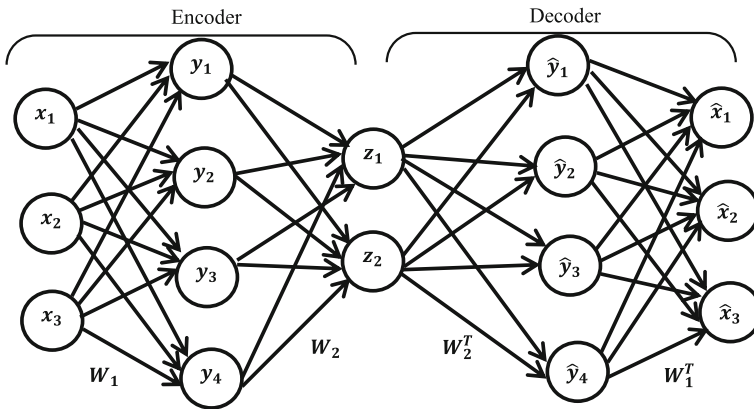 Encoder
Decoder
x₁
x₂
x₃
y₁
y₂
y₃
y₄
z₁
z₂
ŷ₁
ŷ₂
ŷ₃
ŷ₄
x̂₁
x̂₂
x̂₃
W₁
W₂
W₂ᵀ
W₁ᵀ